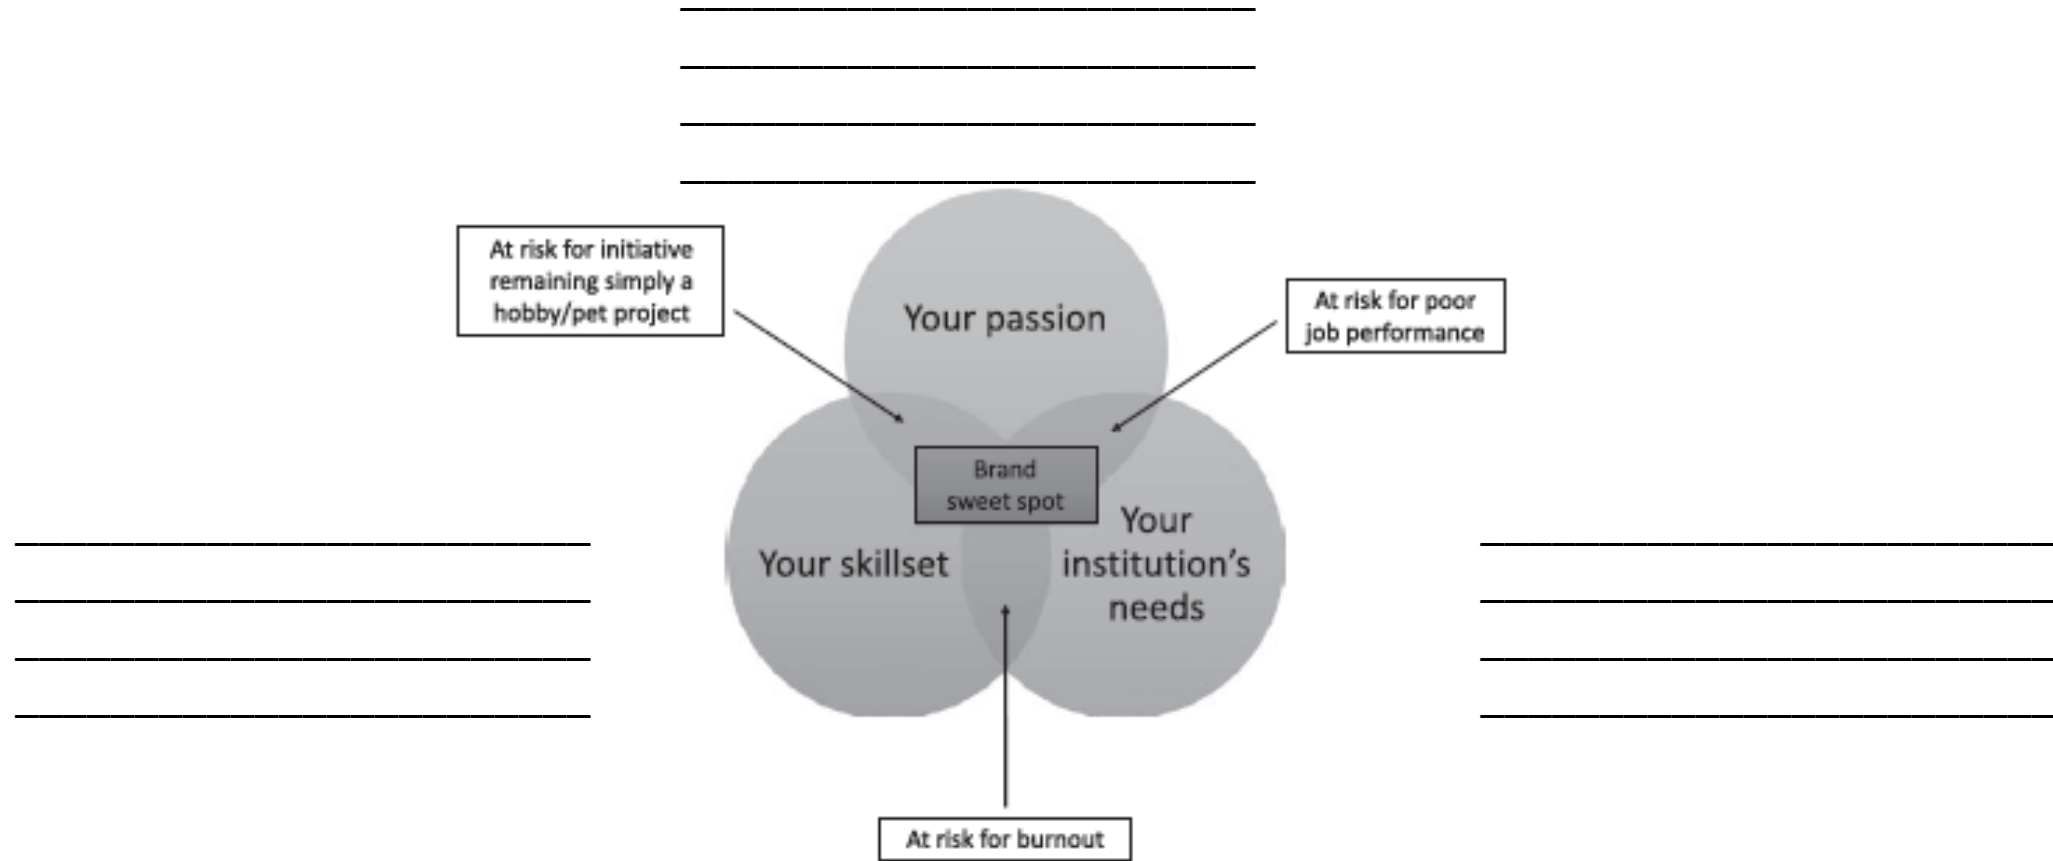 At risk for initiative
remaining simply a
hobby/pet project
Your passion
At risk for poor
job performance
Brand
sweet spot
Your skillset
Your
institution's
needs
At risk for burnout